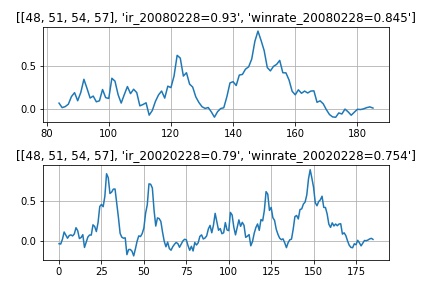 [[48, 51, 54, 57], 'ir_20080228=0.93', 'winrate_20080228=0.845']
0.5
0.0
80 100 120 140 160 180
[[48, 51, 54, 57], 'ir_20020228=0.79', 'winrate_20020228=0.754']
0.5
0.0
0 25 50 75 100 125 150 175